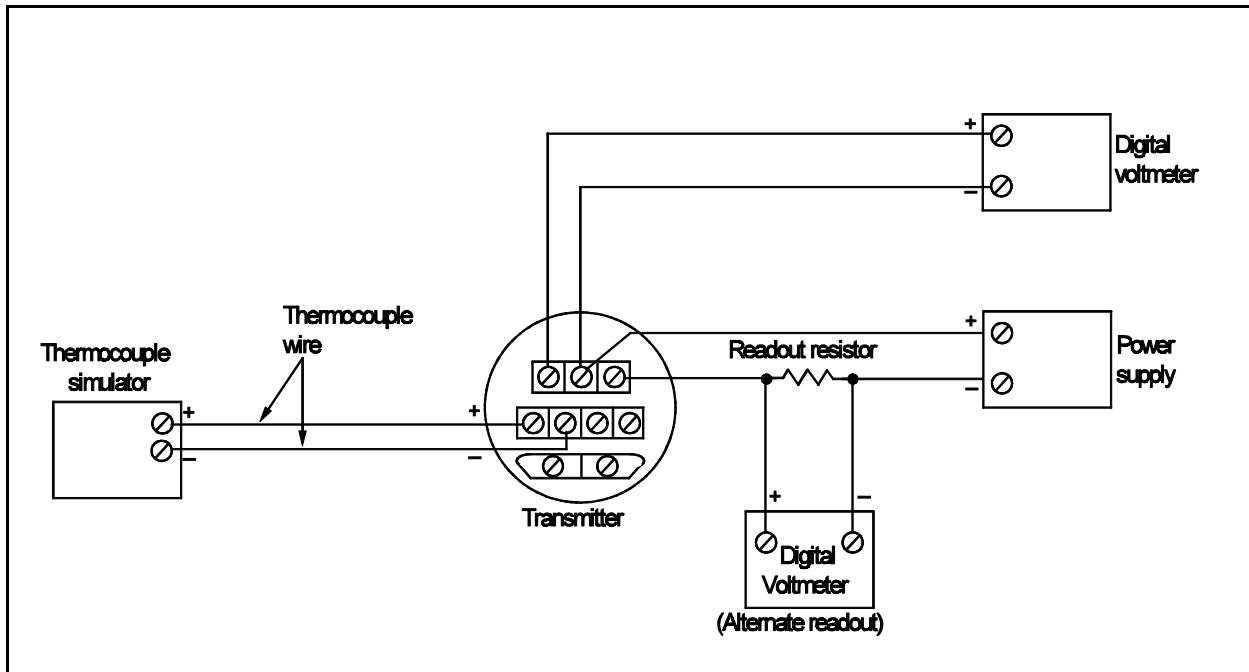 +
Digital
voltmeter
−
Thermocouple
wire
+
Power
supply
−
Readout resistor
Thermocouple
simulator
+
−
+
−
Transmitter
+
−
Digital
Voltmeter
(Alternate readout)